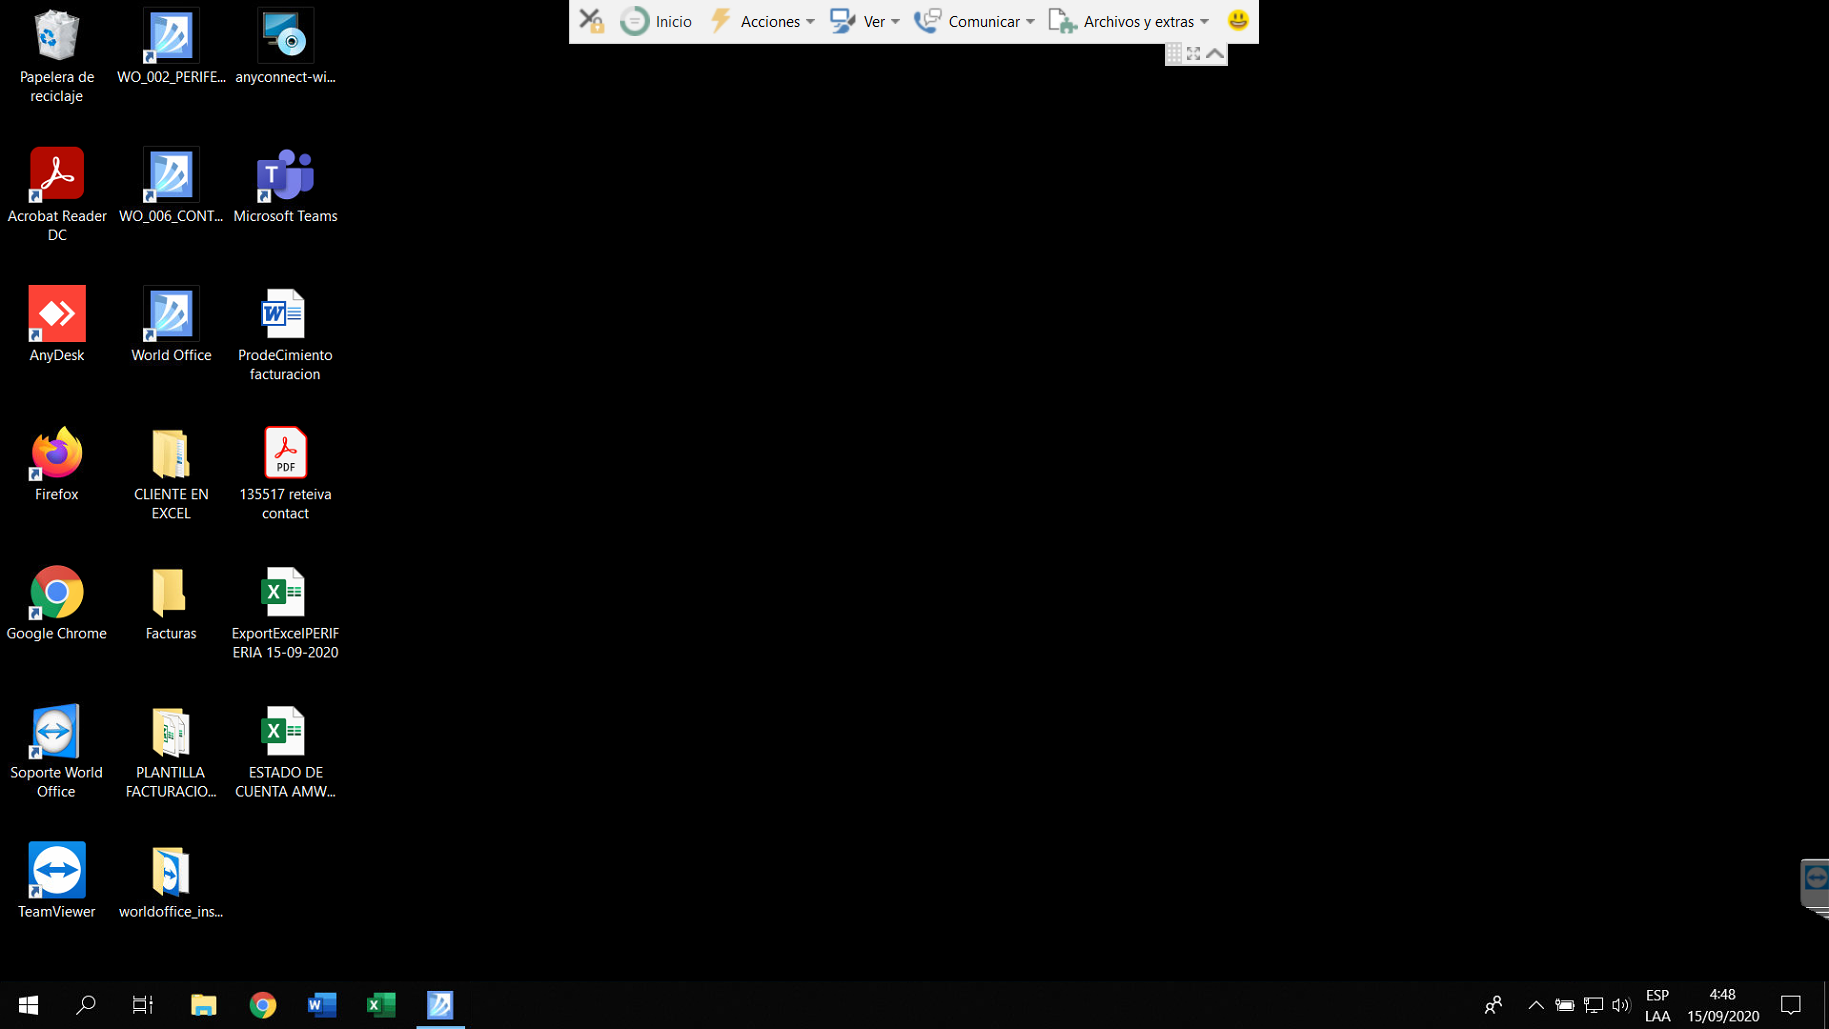 Inicio
Acciones
Ver
Comunicar
Archivos y extras
Papelera de
reciclaje
WO_002_PERIFE...
anyconnect-wi...
Acrobat Reader
DC
WO_006_CONT...
Microsoft Teams
AnyDesk
World Office
ProdeCimiento
facturacion
Firefox
CLIENTE EN
EXCEL
PDF
135517 reteiva
contact
Google Chrome
Facturas
ExportExcelPERIF
ERIA 15-09-2020
Soporte World
Office
PLANTILLA
FACTURACIO...
ESTADO DE
CUENTA AMW...
TeamViewer
worldoffice_ins...
ESP
LAA
4:48
15/09/2020